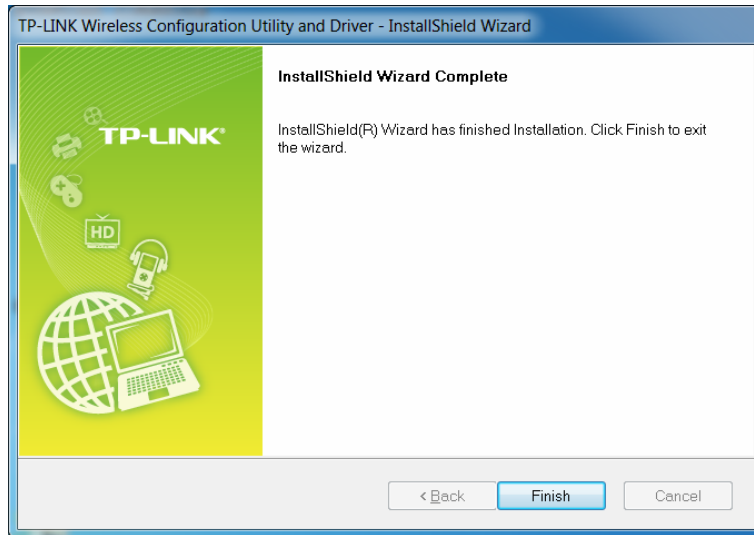 TP-LINK Wireless Configuration Utility and Driver - InstallShield Wizard
InstallShield Wizard Complete
TP-LINK®
InstallShield(R) Wizard has finished Installation. Click Finish to exit
the wizard.
HD
< Back
Finish
Cancel